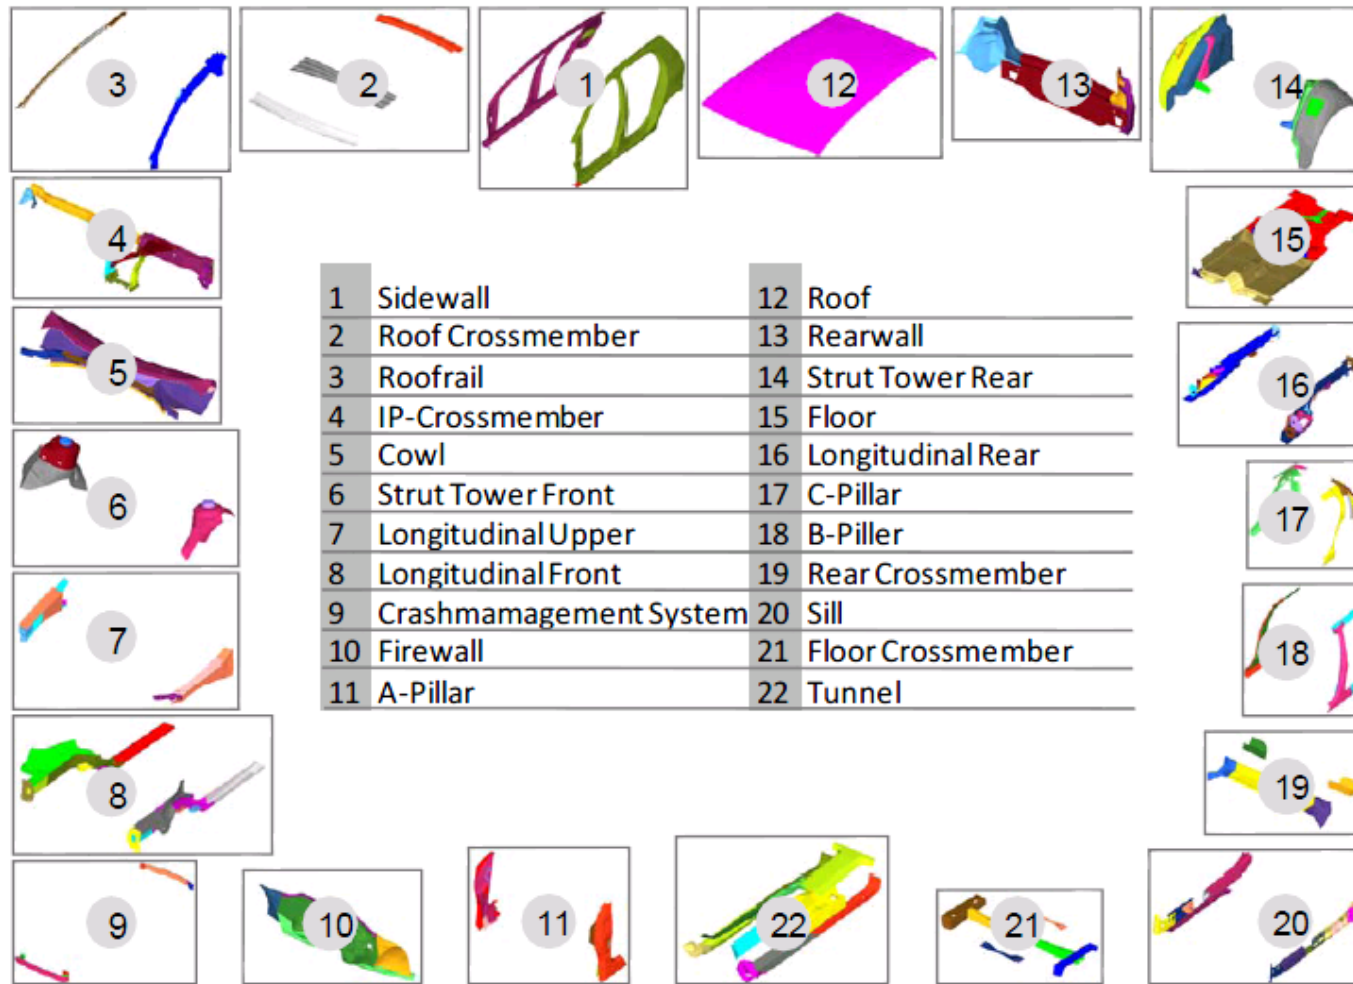 3
2
1
12
13
14
4
15
5
16
6
17
7
18
8
19
9
10
11
22
21
20
1 Sidewall 12 Roof
2 Roof Crossmember 13 Rearwall
3 Roofrail 14 Strut Tower Rear
4 IP-Crossmember 15 Floor
5 Cowl 16 Longitudinal Rear
6 Strut Tower Front 17 C-Pillar
7 Longitudinal Upper 18 B-Piller
8 Longitudinal Front 19 Rear Crossmember
9 Crashmamagement System 20 Sill
10 Firewall 21 Floor Crossmember
11 A-Pillar 22 Tunnel